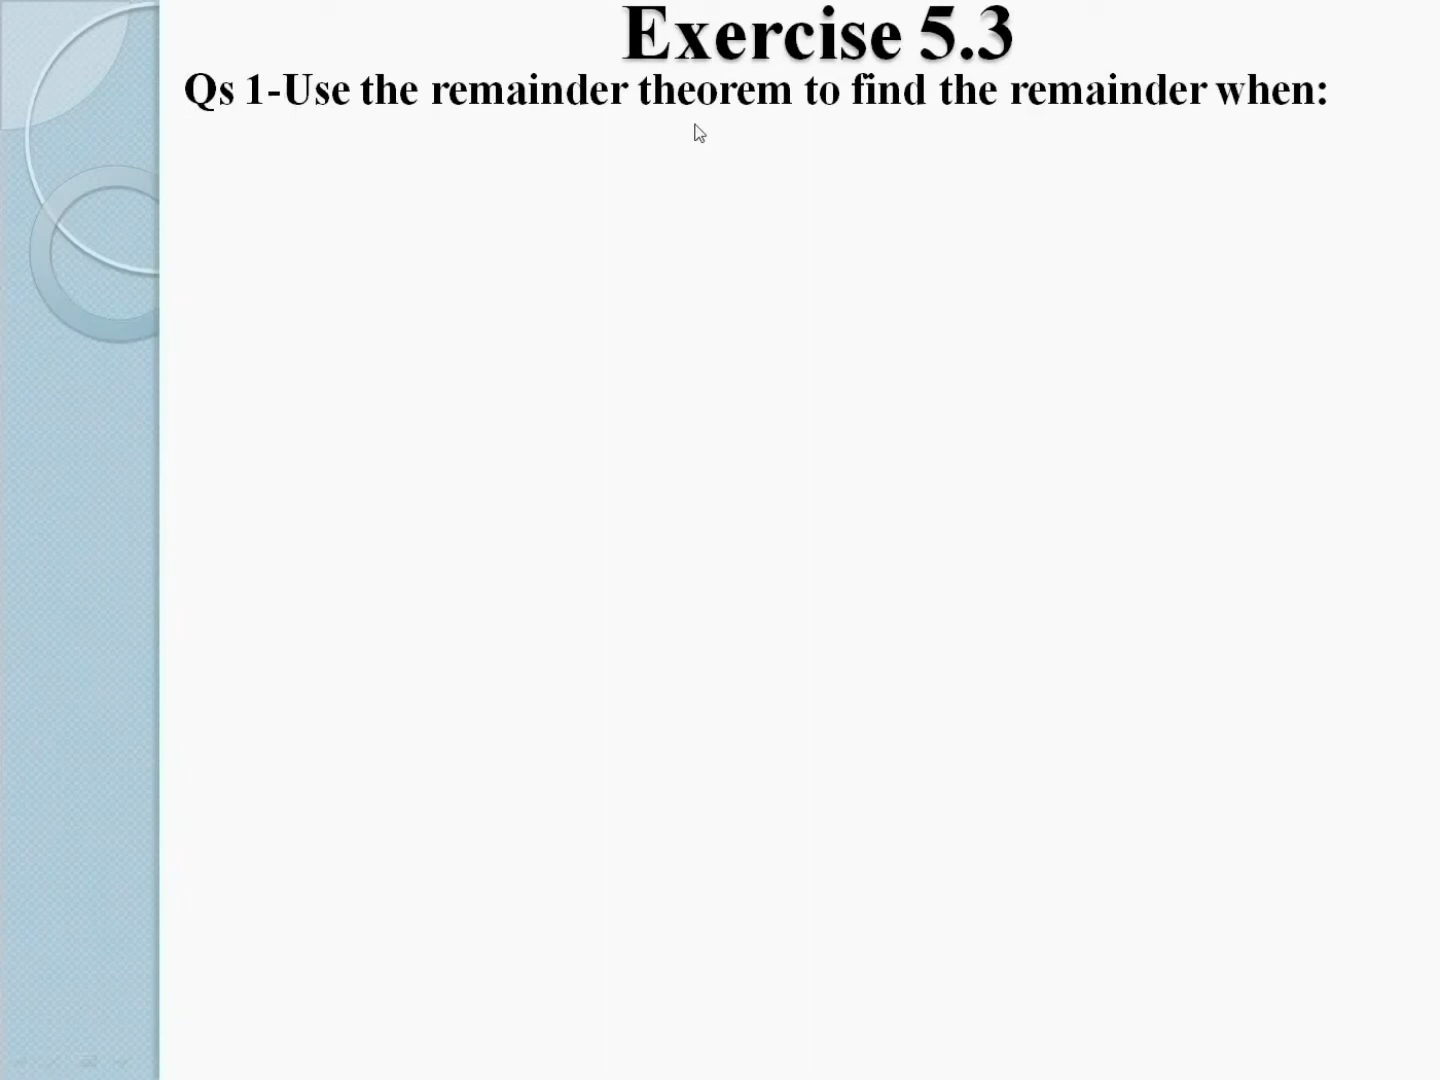 Exercise 5.3
Qs 1-Use the remainder theorem to find the remainder when: